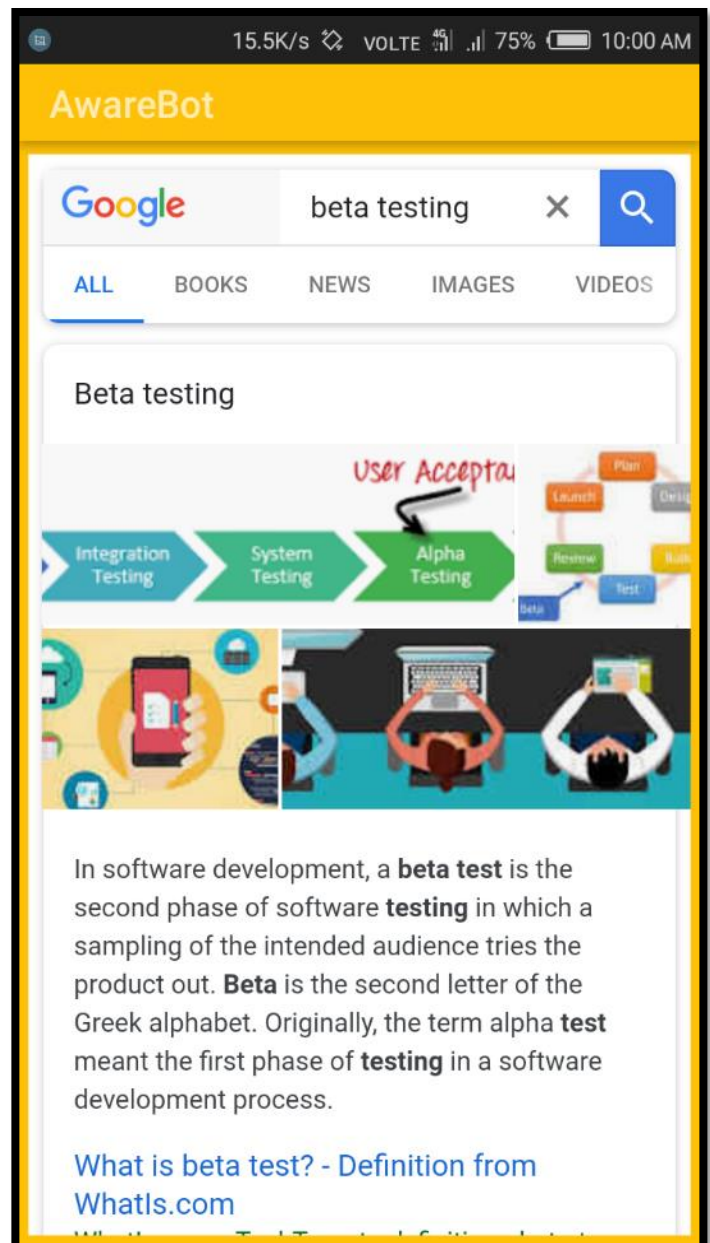 15.5K/s VOLTE 4G 75% 10:00 AM
AwareBot
Google beta testing
ALL BOOKS NEWS IMAGES VIDEOS
Beta testing
User
Integration Testing
System Testing
Alpha Testing
Plan
Launch
Review
Test
Beta
In software development, a beta test is the
second phase of software testing in which a
sampling of the intended audience tries the
product out. Beta is the second letter of the
Greek alphabet. Originally, the term alpha test
meant the first phase of testing in a software
development process.
What is beta test? - Definition from
WhatIs.com